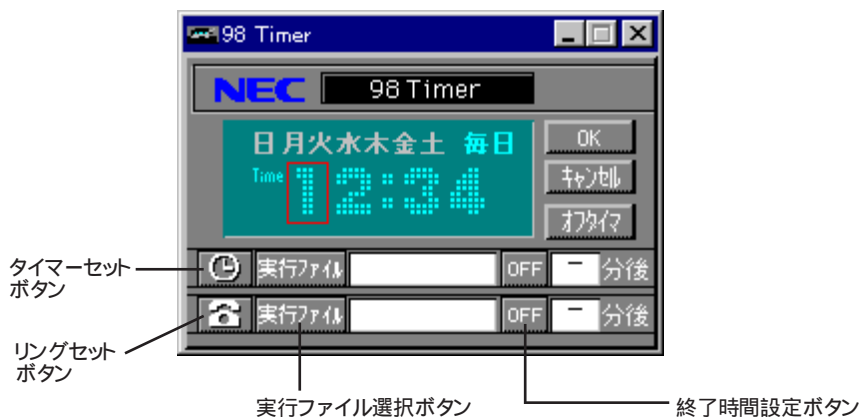 98 Timer
NEC 98 Timer
日月火水木金土 毎日
Time 12:34
OK
キャンセル
オフタイマ
タイマーセット
ボタン
実行ファイル OFF － 分後
実行ファイル OFF － 分後
リングセット
ボタン
実行ファイル選択ボタン
終了時間設定ボタン